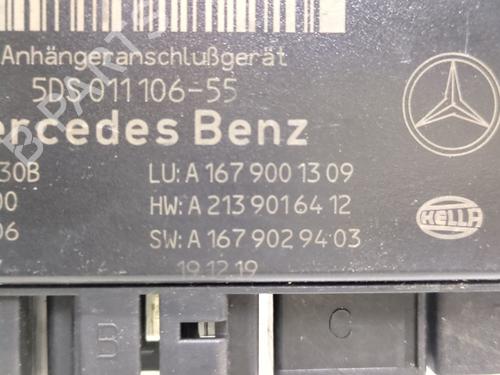 Anhängeranschlußgerät
5DS 011 106-55
Mercedes Benz
30B LU: A 167 900 13 09
00 HW: A 213 901 64 12
06 SW: A 167 902 94 03
19.12.19
HELLA
B C